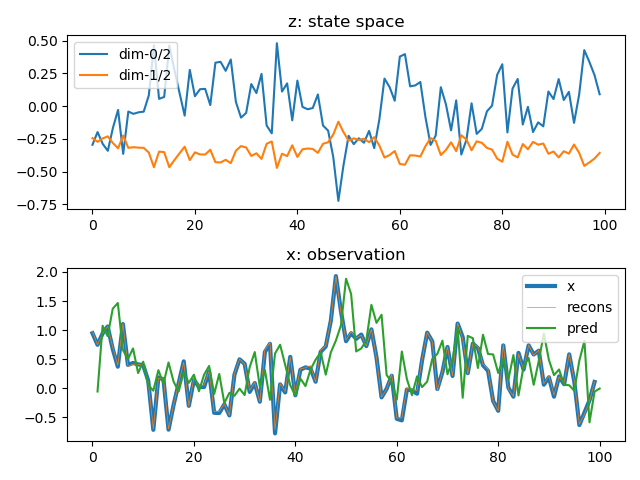 z: state space
0.50
0.25
0.00
−0.25
−0.50
−0.75
dim-0/2
dim-1/2
0 20 40 60 80 100
x: observation
2.0
1.5
1.0
0.5
0.0
−0.5
x
recons
pred
0 20 40 60 80 100